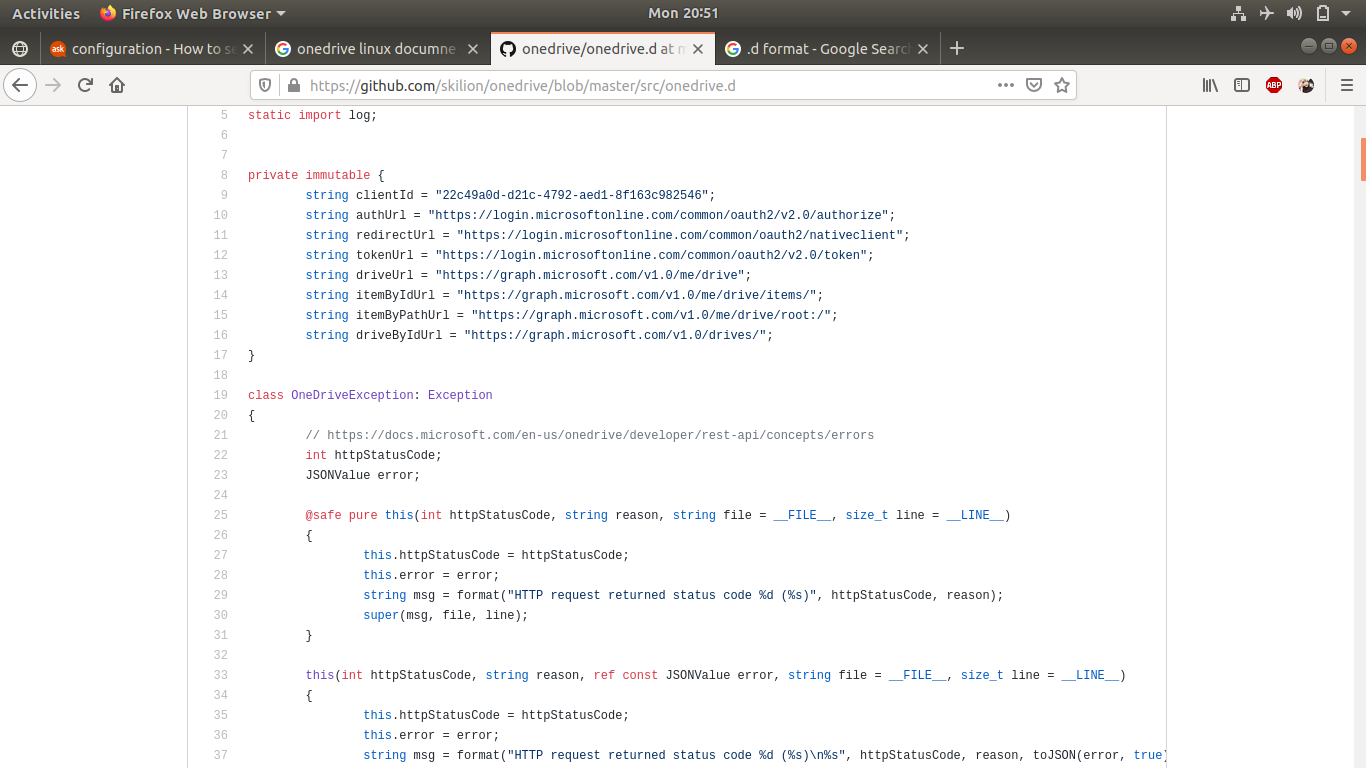 Activities Firefox Web Browser Mon 20:51
ask configuration - How to se onedrive linux documne onedrive/onedrive.d at m .d format - Google Search
https://github.com/skilion/onedrive/blob/master/src/onedrive.d ABP
5 static import log;
6
7
8 private immutable {
9 string clientId = "22c49a0d-d21c-4792-aed1-8f163c982546";
10 string authUrl = "https://login.microsoftonline.com/common/oauth2/v2.0/authorize";
11 string redirectUrl = "https://login.microsoftonline.com/common/oauth2/nativeclient";
12 string tokenUrl = "https://login.microsoftonline.com/common/oauth2/v2.0/token";
13 string driveUrl = "https://graph.microsoft.com/v1.0/me/drive";
14 string itemByIdUrl = "https://graph.microsoft.com/v1.0/me/drive/items/";
15 string itemByPathUrl = "https://graph.microsoft.com/v1.0/me/drive/root:/";
16 string driveByIdUrl = "https://graph.microsoft.com/v1.0/drives/";
17 }
18
19 class OneDriveException: Exception
20 {
21 // https://docs.microsoft.com/en-us/onedrive/developer/rest-api/concepts/errors
22 int httpStatusCode;
23 JSONValue error;
24
25 @safe pure this(int httpStatusCode, string reason, string file = __FILE__, size_t line = __LINE__)
26 {
27 this.httpStatusCode = httpStatusCode;
28 this.error = error;
29 string msg = format("HTTP request returned status code %d (%s)", httpStatusCode, reason);
30 super(msg, file, line);
31 }
32
33 this(int httpStatusCode, string reason, ref const JSONValue error, string file = __FILE__, size_t line = __LINE__)
34 {
35 this.httpStatusCode = httpStatusCode;
36 this.error = error;
37 string msg = format("HTTP request returned status code %d (%s)\n%s", httpStatusCode, reason, toJSON(error, true)